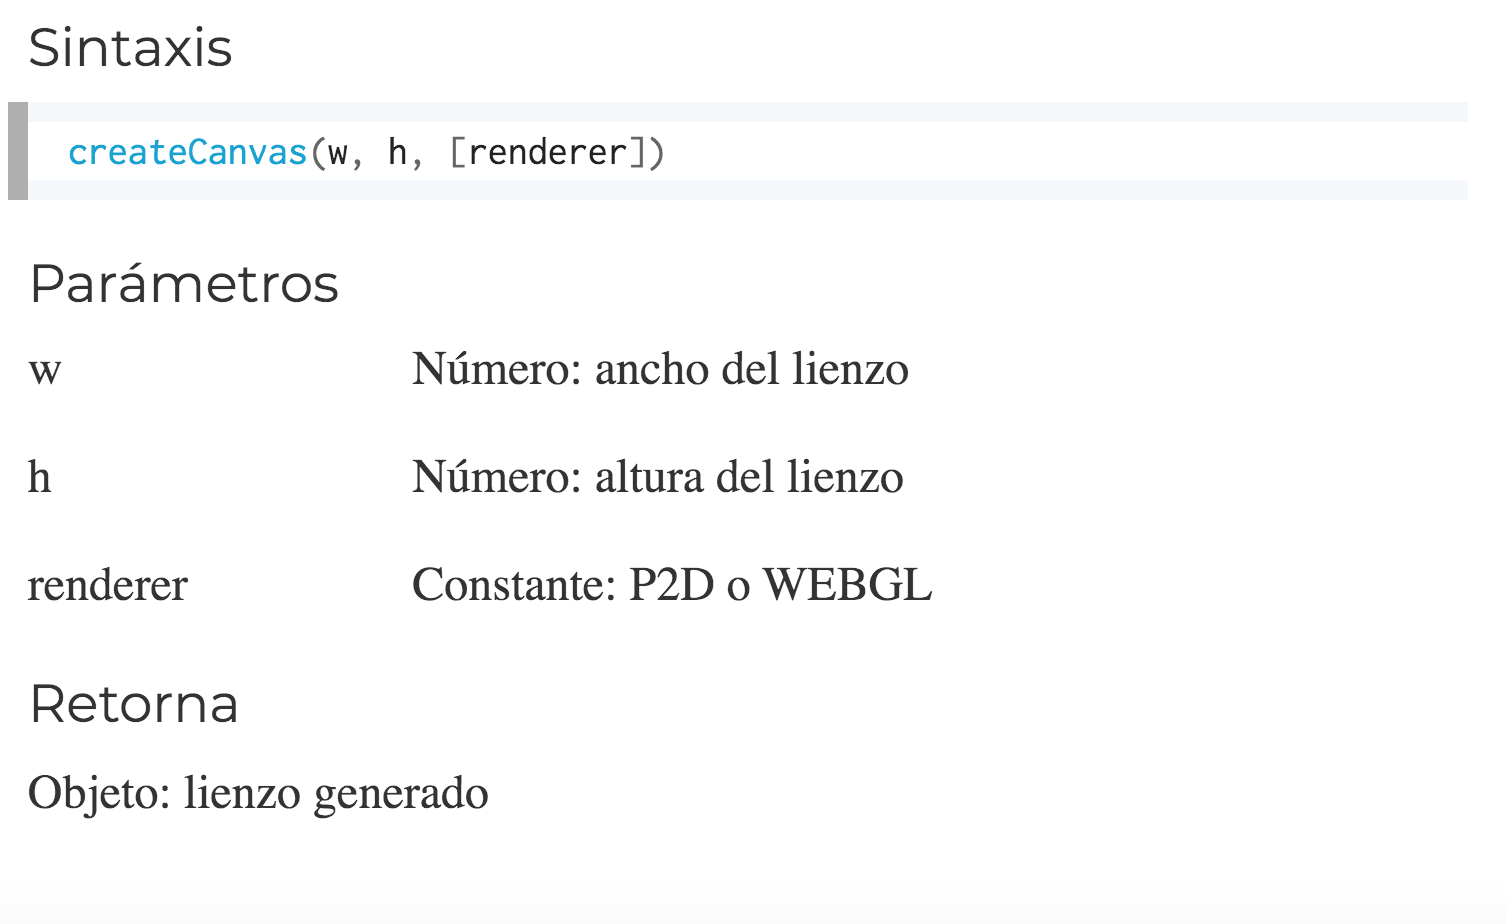 Sintaxis
createCanvas(w, h, [renderer])
Parámetros
w Número: ancho del lienzo
h Número: altura del lienzo
renderer Constante: P2D o WEBGL
Retorna
Objeto: lienzo generado